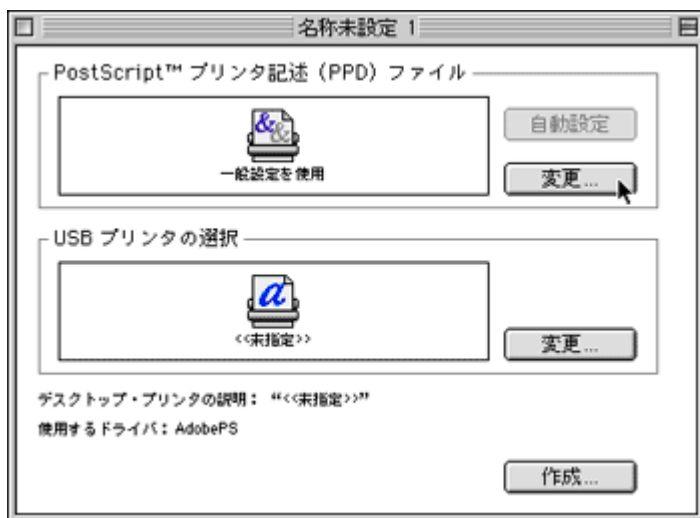 名称未設定 1
PostScript™ プリンタ記述（PPD）ファイル
一般設定を使用
自動設定
変更...
USB プリンタの選択
<<未指定>>
変更...
デスクトップ・プリンタの説明： “<<未指定>>”
使用するドライバ：AdobePS
作成...